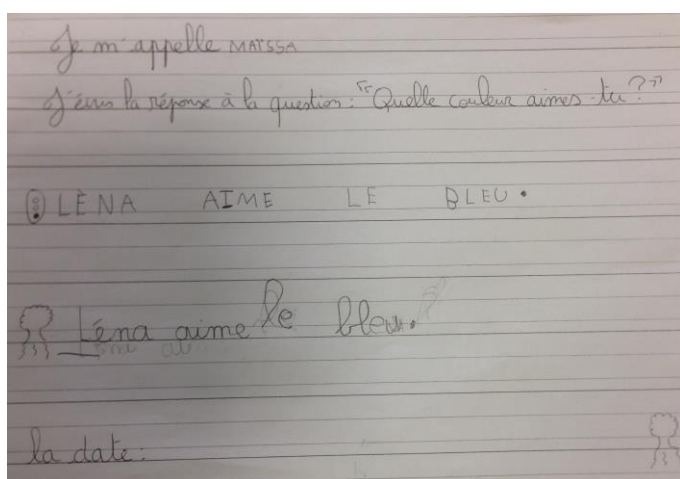 Je m'appelle MAÏSSA
J'écris la réponse à la question : "Quelle couleur aimes-tu ?"
LÈNA AIME LE BLEU.
Léna aime le bleu.
la date :